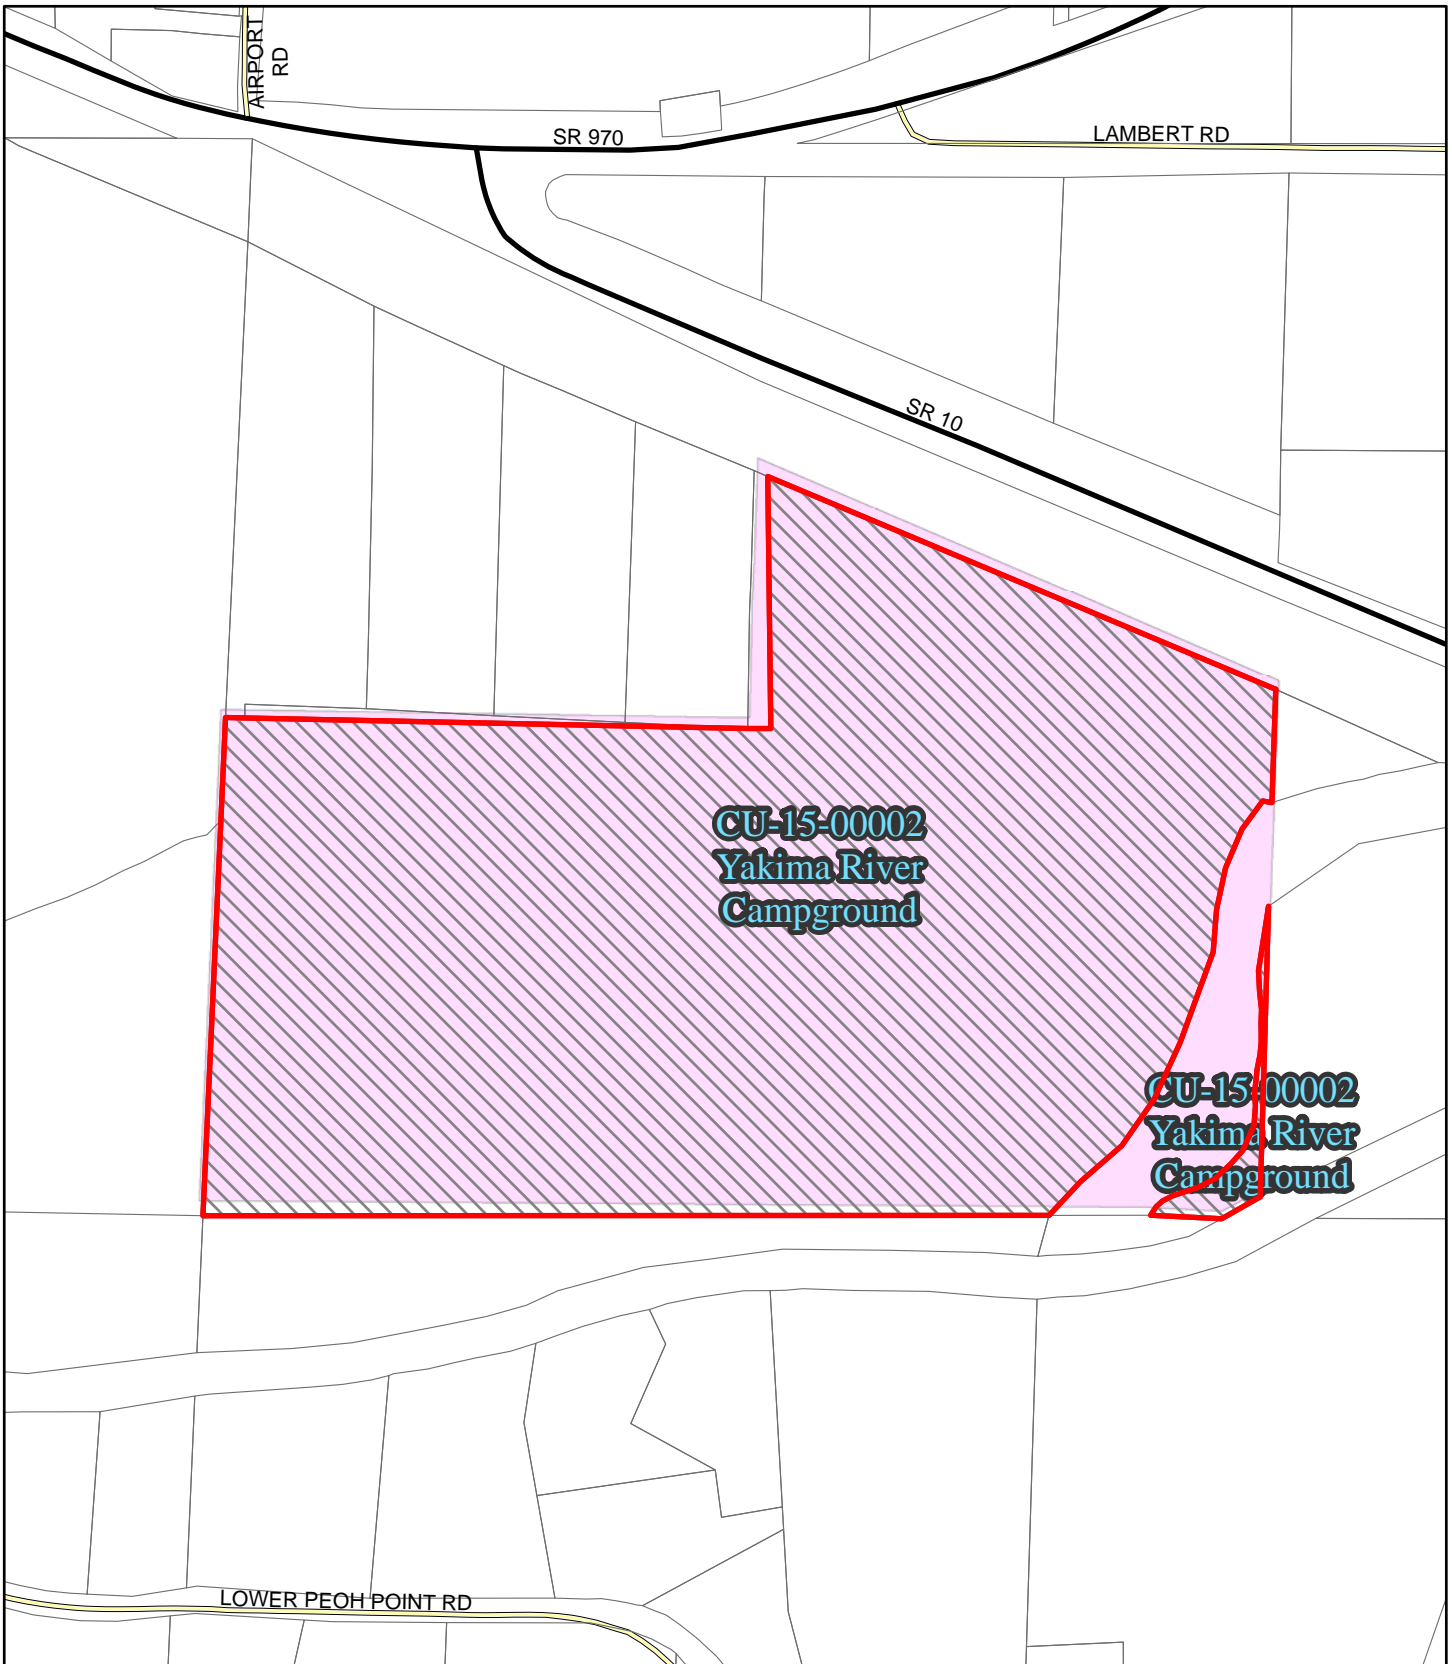 AIRPORT
RD
SR 970
LAMBERT RD
SR 10
CU-15-00002
Yakima River
Campground
CU-15-00002
Yakima River
Campground
LOWER PEOH POINT RD